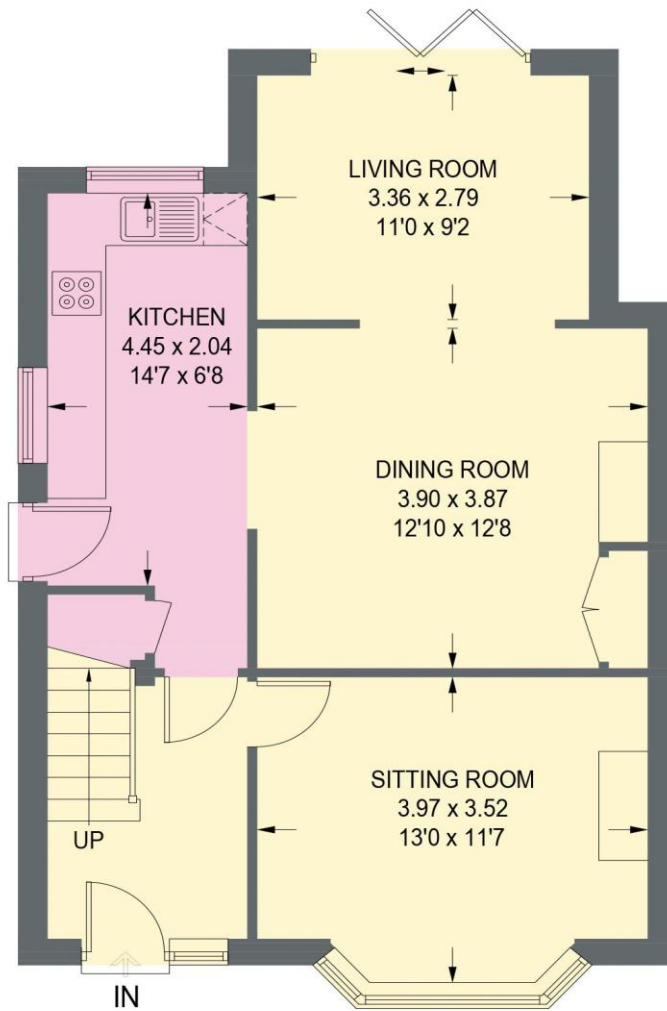 LIVING ROOM
3.36 x 2.79
11'0 x 9'2
KITCHEN
4.45 x 2.04
14'7 x 6'8
DINING ROOM
3.90 x 3.87
12'10 x 12'8
SITTING ROOM
3.97 x 3.52
13'0 x 11'7
UP
IN